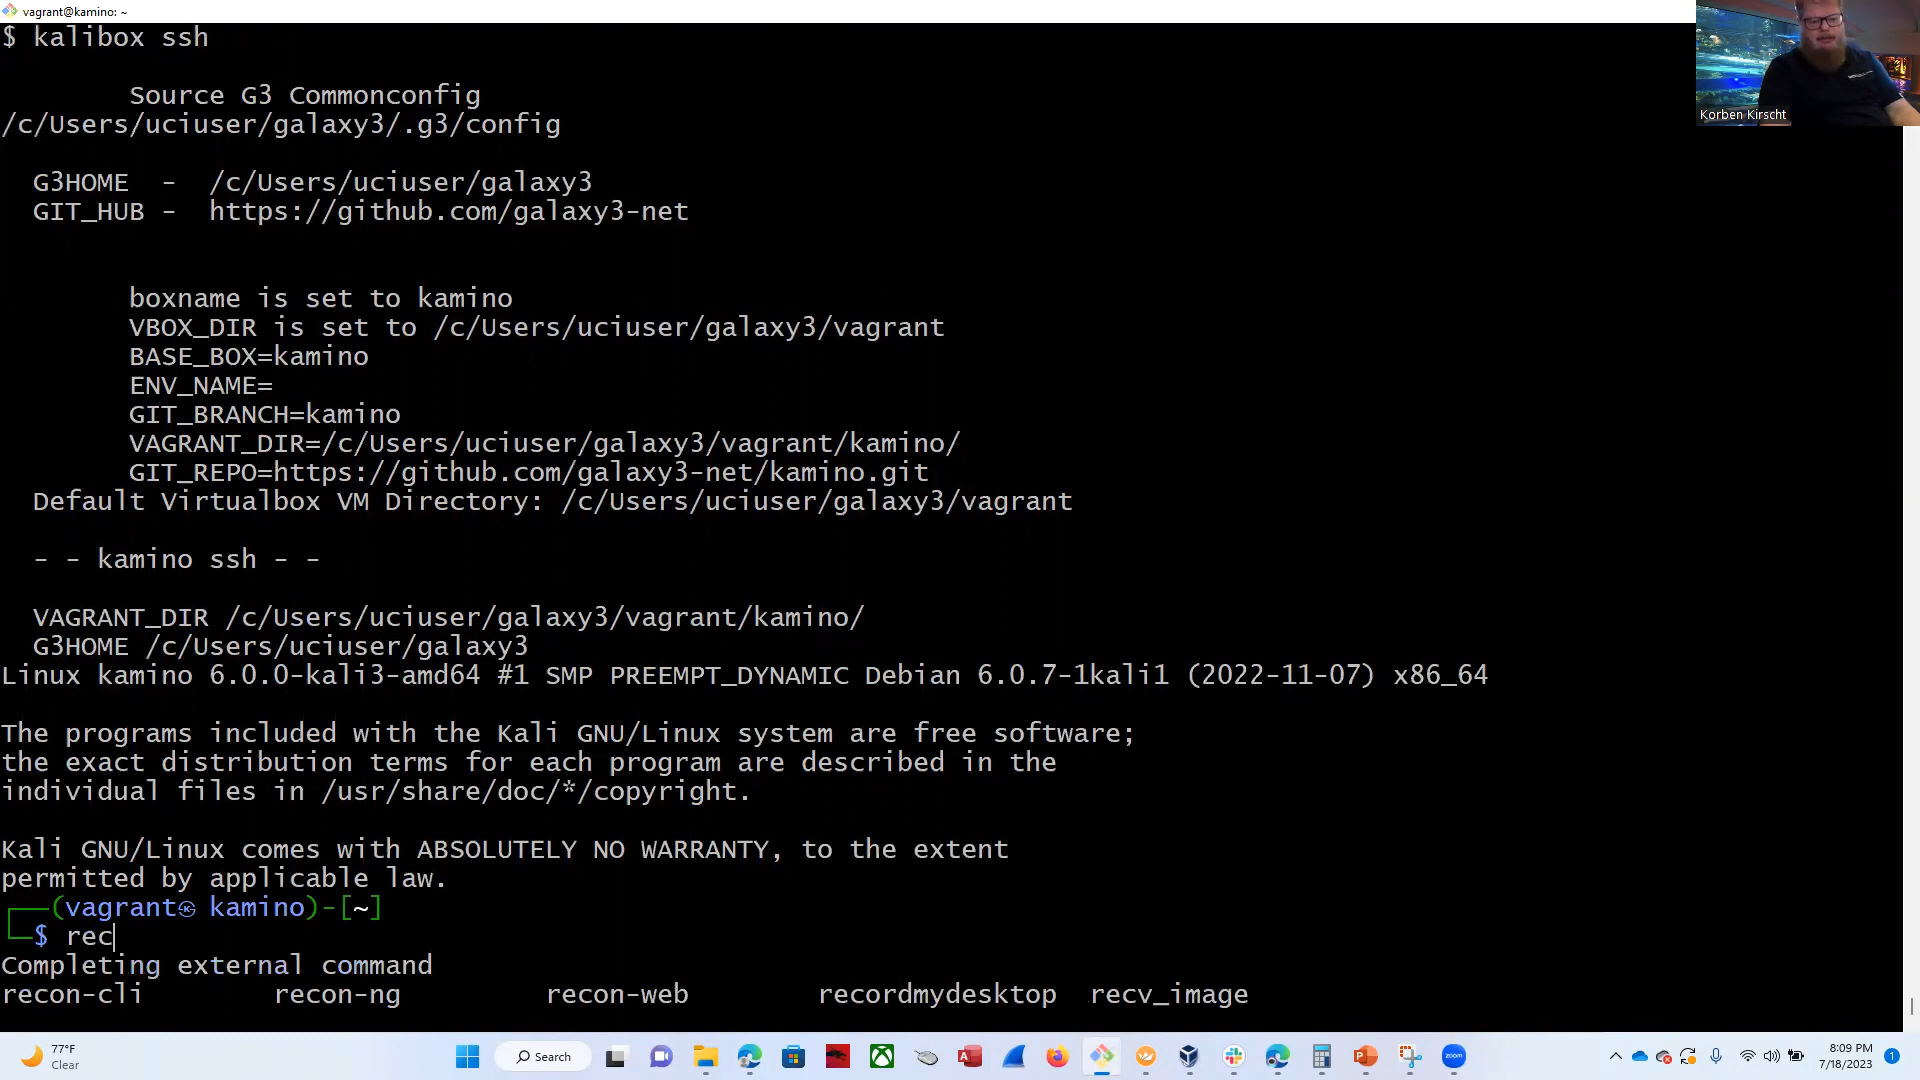 vagrant@kamino: ~
$ kalibox ssh
Source G3 Commonconfig
/c/Users/uciuser/galaxy3/.g3/config
G3HOME  -  /c/Users/uciuser/galaxy3
GIT_HUB -  https://github.com/galaxy3-net
boxname is set to kamino
VBOX_DIR is set to /c/Users/uciuser/galaxy3/vagrant
BASE_BOX=kamino
ENV_NAME=
GIT_BRANCH=kamino
VAGRANT_DIR=/c/Users/uciuser/galaxy3/vagrant/kamino/
GIT_REPO=https://github.com/galaxy3-net/kamino.git
Default Virtualbox VM Directory: /c/Users/uciuser/galaxy3/vagrant
- - kamino ssh - -
VAGRANT_DIR /c/Users/uciuser/galaxy3/vagrant/kamino/
G3HOME /c/Users/uciuser/galaxy3
Linux kamino 6.0.0-kali3-amd64 #1 SMP PREEMPT_DYNAMIC Debian 6.0.7-1kali1 (2022-11-07) x86_64
The programs included with the Kali GNU/Linux system are free software;
the exact distribution terms for each program are described in the
individual files in /usr/share/doc/*/copyright.
Kali GNU/Linux comes with ABSOLUTELY NO WARRANTY, to the extent
permitted by applicable law.
┌──(vagrant㉿ kamino)-[~]
└─$ rec
Completing external command
recon-cli recon-ng recon-web recordmydesktop recv_image
Korben Kirscht
77°F
Clear
Search
zoom
8:09 PM
7/18/2023
1